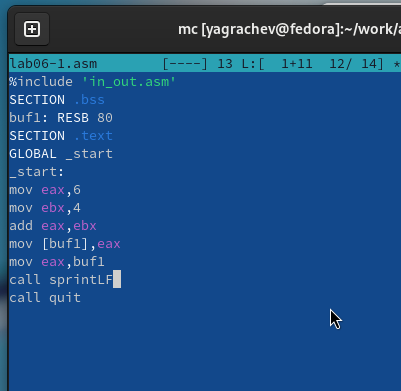 mc [yagrachev@fedora]:~/work/a
lab06-1.asm [----] 13 L:[ 1+11 12/ 14] *
%include 'in_out.asm'
SECTION .bss
buf1: RESB 80
SECTION .text
GLOBAL _start
_start:
mov eax,6
mov ebx,4
add eax,ebx
mov [buf1],eax
mov eax,buf1
call sprintLF
call quit